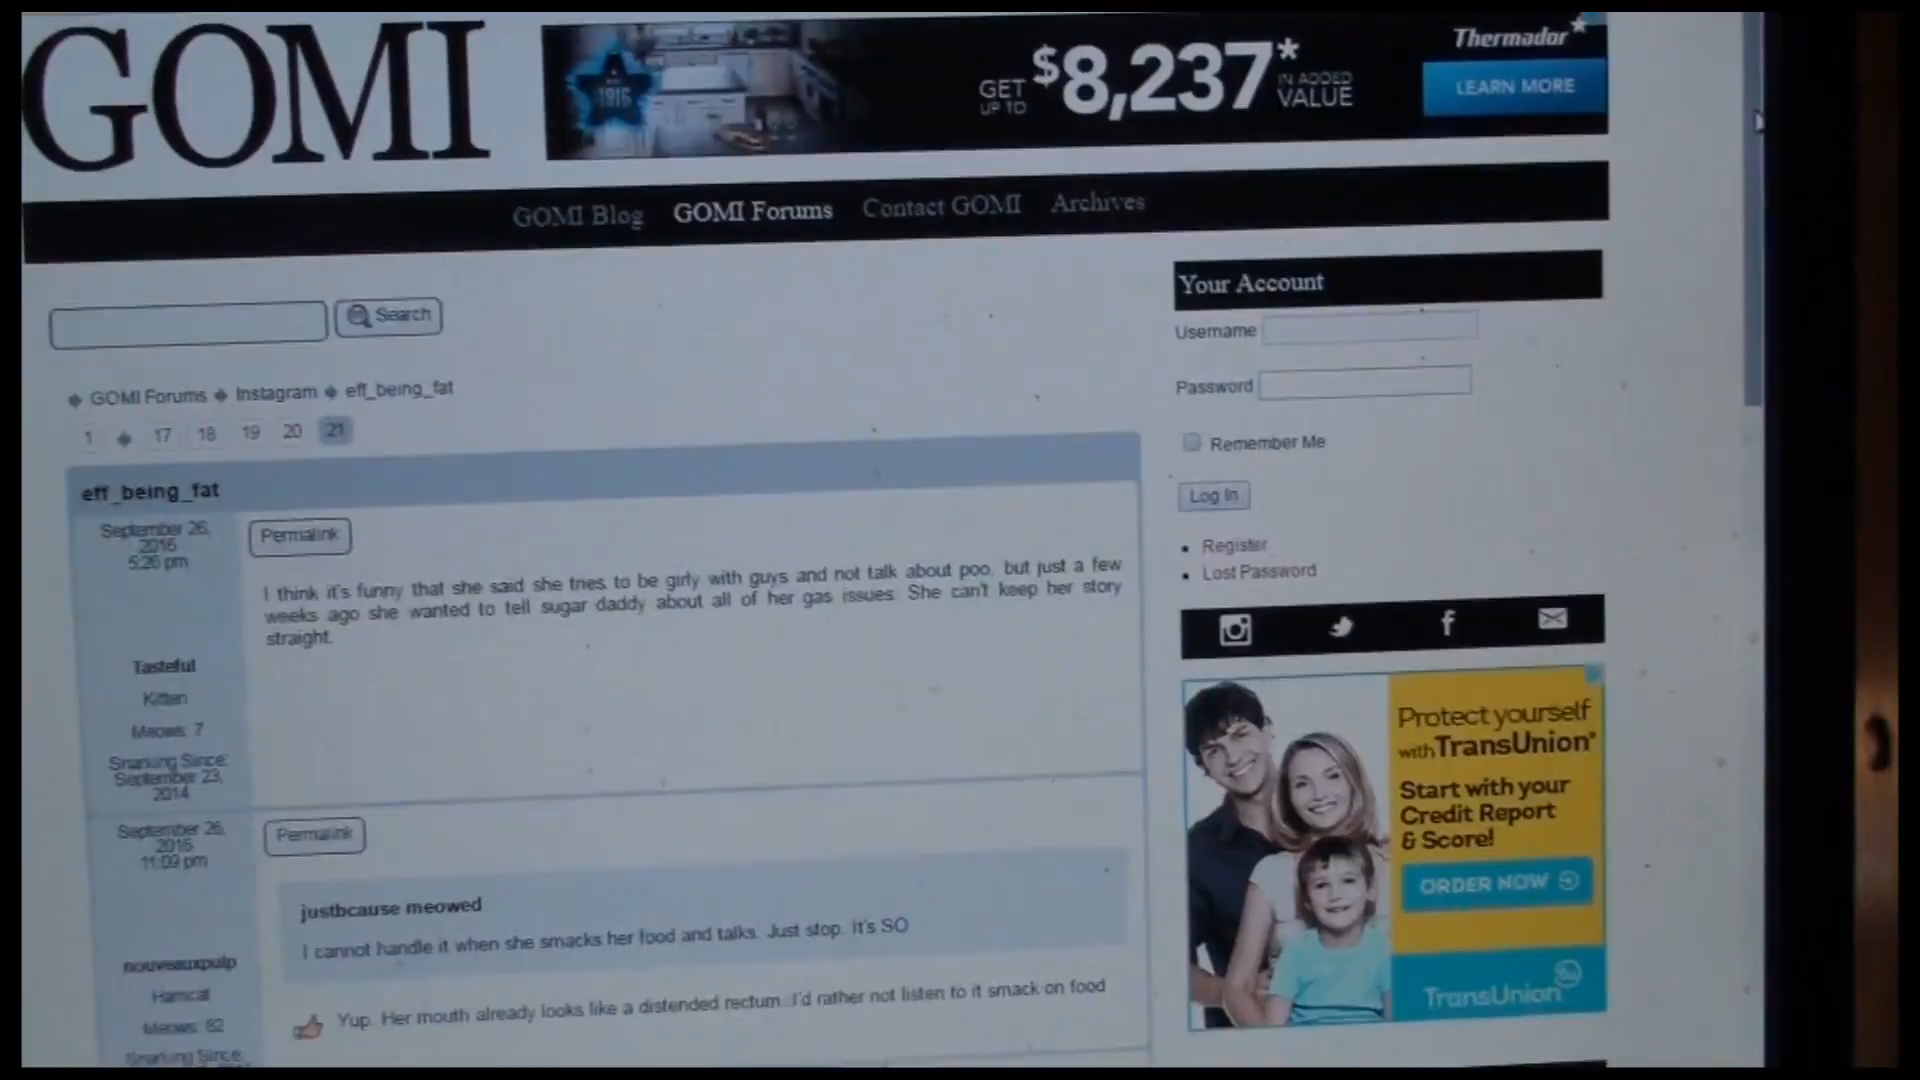 GOMI
1916
GET UP TO $8,237* IN ADDED VALUE
Thermador
LEARN MORE
GOMI Blog GOMI Forums Contact GOMI Archives
Search
GOMI Forums Instagram eff_being_fat
1 17 18 19 20 21
eff_being_fat
September 26,
2016
5:26 pm
Permalink
I think it's funny that she said she tries to be girly with guys and not talk about poo, but just a few
weeks ago she wanted to tell sugar daddy about all of her gas issues. She can't keep her story
straight.
Tasteful
Kitten
Meows: 7
Snarking Since:
September 23,
2014
September 26,
2016
11:09 pm
Permalink
justbcause meowed
I cannot handle it when she smacks her food and talks. Just stop. It's SO
nouveauxpulp
Hamcat
Meows: 62
Snarking Since:
Yup. Her mouth already looks like a distended rectum. I'd rather not listen to it smack on food
Your Account
Username
Password
Remember Me
Log In
Register
Lost Password
f
Protect yourself
with TransUnion
Start with your
Credit Report
& Score!
ORDER NOW
TransUnion